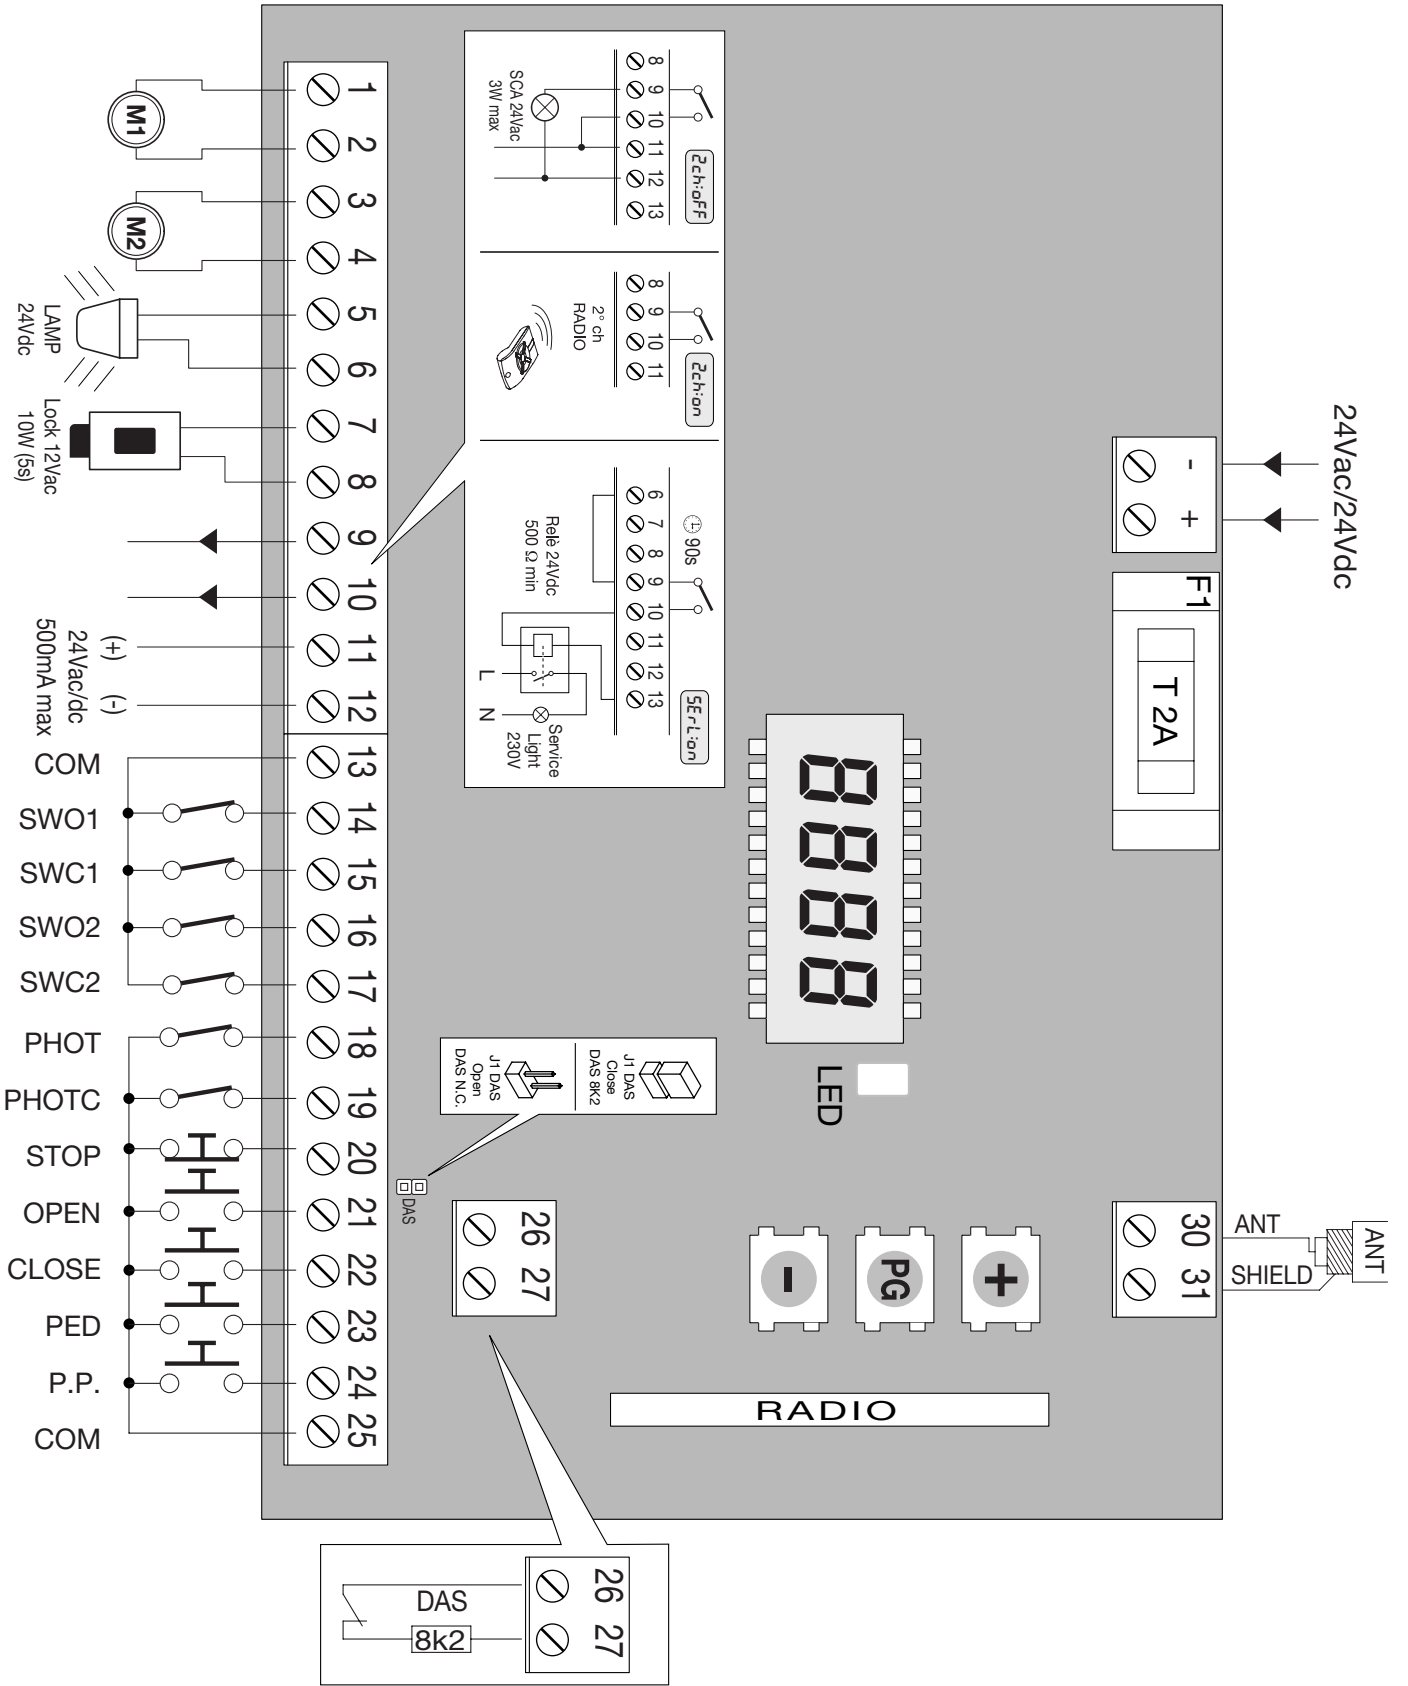 8
9
10
11
12
13
SCA 24Vac
3W max
2ch:oFF
8
9
10
11
2° ch
RADIO
2ch:on
90s
6
7
8
9
10
11
12
13
Relè 24Vdc
500 Ω min
L
N
Service
Light
230V
SErL:on
1
2
3
4
5
6
7
8
9
10
11
12
13
14
15
16
17
18
19
20
21
22
23
24
25
M1
M2
LAMP
24Vdc
Lock 12Vac
10W (5s)
(+) (-)
24Vac/dc
500mA max
COM
SWO1
SWC1
SWO2
SWC2
PHOT
PHOTC
STOP
OPEN
CLOSE
PED
P.P.
COM
24Vac/24Vdc
- +
F1
T 2A
8888
LED
J1 DAS
Close
DAS 8K2
J1 DAS
Open
DAS N.C.
DAS
26 27
- PG +
30 31
ANT
SHIELD
ANT
RADIO
26 27
DAS
8k2